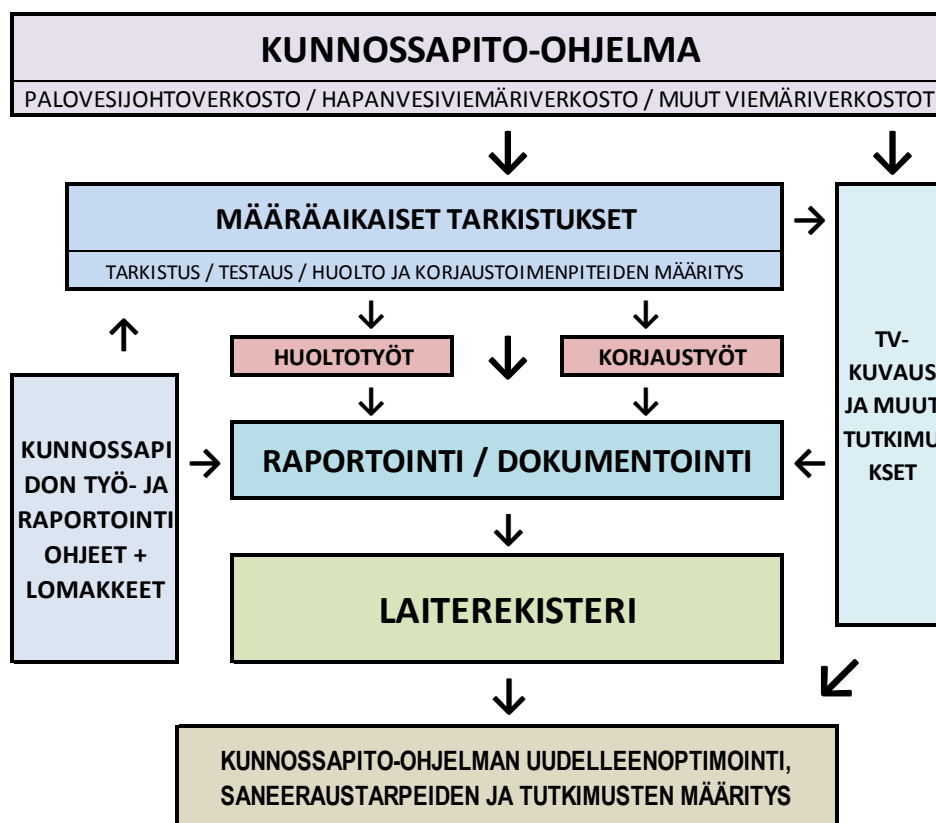 KUNNOSSAPITO-OHJELMA
PALOVESIJOHTOVERKOSTO / HAPANVESIVIEMÄRIVERKOSTO / MUUT VIEMÄRIVERKOSTOT
MÄÄRÄAIKAISET TARKISTUKSET
TARKISTUS / TESTAUS / HUOLTO JA KORJAUSTOIMENPITEIDEN MÄÄRITYS
HUOLTOTYÖT
KORJAUSTYÖT
TV-
KUVAUS
JA MUUT
TUTKIMU
KSET
KUNNOSSAPI
DON TYÖ- JA
RAPORTOINTI
OHJEET +
LOMAKKEET
RAPORTOINTI / DOKUMENTOINTI
LAITEREKISTERI
KUNNOSSAPITO-OHJELMAN UUDELLEENOPTIMOINTI,
SANEERAUSTARPEIDEN JA TUTKIMUSTEN MÄÄRITYS